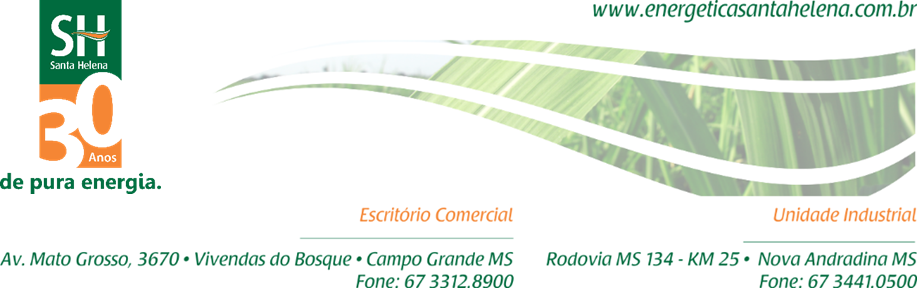 www.energeticasantahelena.com.br
SH
Santa Helena
30
Anos
de pura energia.
Escritório Comercial
Av. Mato Grosso, 3670 • Vivendas do Bosque • Campo Grande MS
Fone: 67 3312.8900
Unidade Industrial
Rodovia MS 134 - KM 25 • Nova Andradina MS
Fone: 67 3441.0500